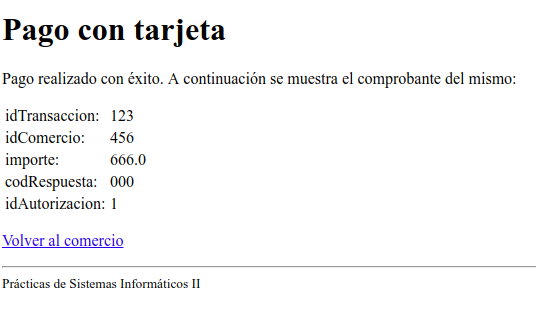 Pago con tarjeta
Pago realizado con éxito. A continuación se muestra el comprobante del mismo:
idTransaccion: 123
idComercio: 456
importe: 666.0
codRespuesta: 000
idAutorizacion: 1
Volver al comercio
Prácticas de Sistemas Informáticos II